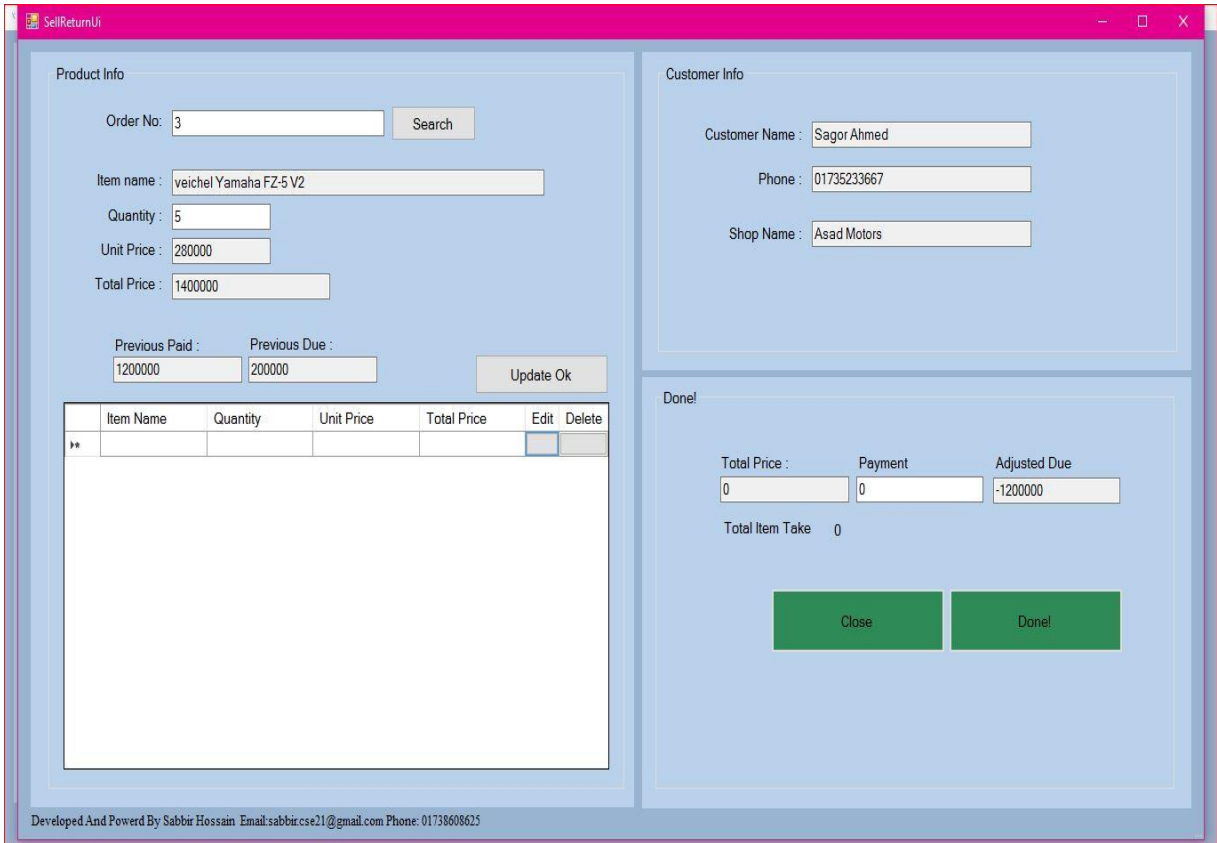 SellReturnUi
Product Info
Order No: 3 Search
Item name : veichel Yamaha FZ-5 V2
Quantity : 5
Unit Price : 280000
Total Price : 1400000
Previous Paid : Previous Due :
1200000 200000
Update Ok
Item Name Quantity Unit Price Total Price Edit Delete
Customer Info
Customer Name : Sagor Ahmed
Phone : 01735233667
Shop Name : Asad Motors
Done!
Total Price : Payment Adjusted Due
0 0 -1200000
Total Item Take 0
Close Done!
Developed And Powerd By Sabbir Hossain Email:sabbir.cse21@gmail.com Phone: 01738608625